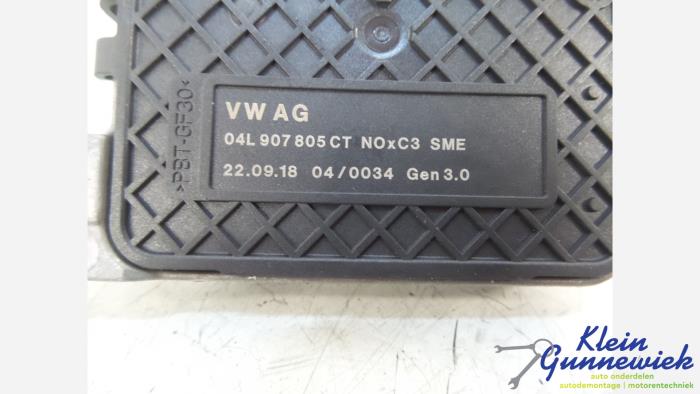 >PBT-GF30<
VW AG
04L 907 805 CT NOxC3 SME
22.09.18 04/0034 Gen 3.0
Klein
Gunnewiek
auto onderdelen
autodemontage | motorentechniek